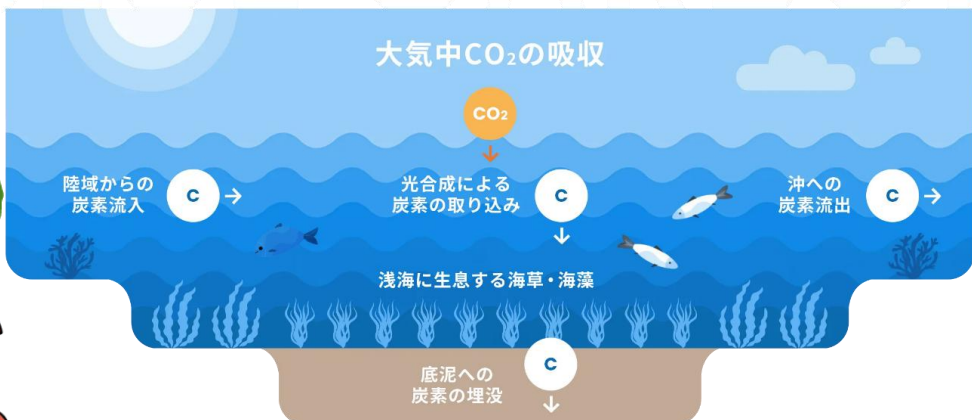 大気中CO₂の吸収
CO₂
陸域からの
炭素流入
C
光合成による
炭素の取り込み
C
沖への
炭素流出
C
浅海に生息する海草・海藻
底泥への
炭素の埋没
C